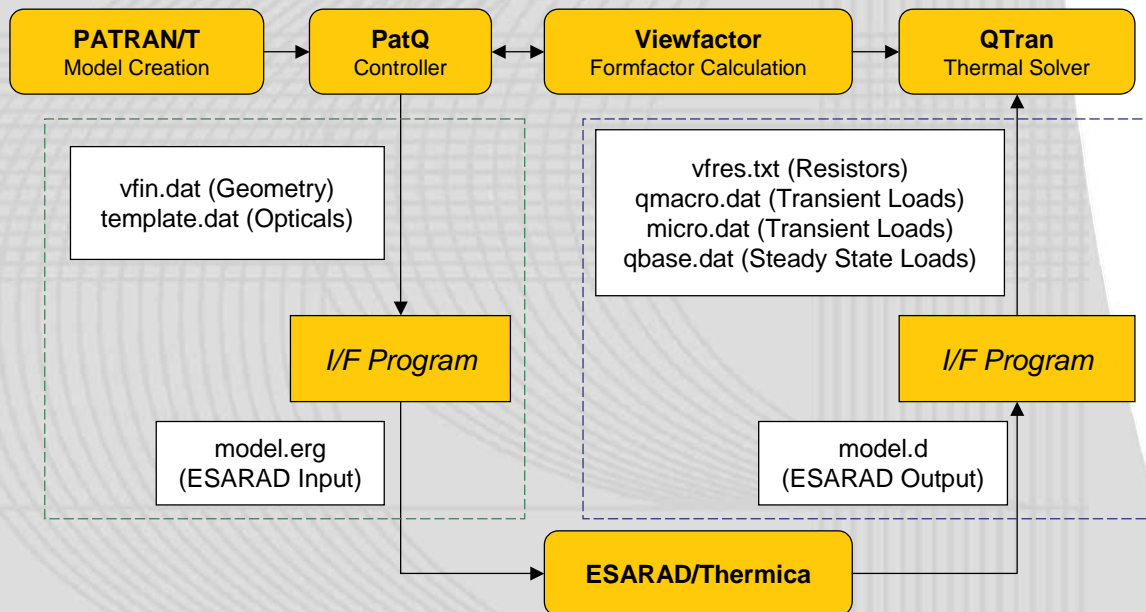 PATRAN/T
Model Creation
PatQ
Controller
Viewfactor
Formfactor Calculation
QTran
Thermal Solver
vfin.dat (Geometry)
template.dat (Opticals)
vfres.txt (Resistors)
qmacro.dat (Transient Loads)
micro.dat (Transient Loads)
qbase.dat (Steady State Loads)
I/F Program
I/F Program
model.erg
(ESARAD Input)
model.d
(ESARAD Output)
ESARAD/Thermica